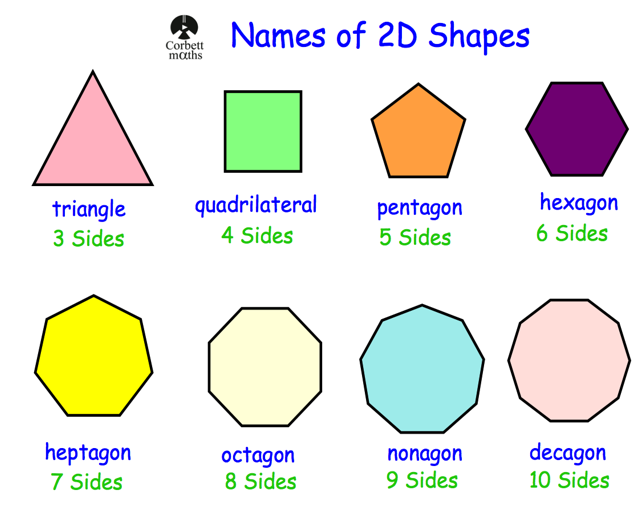 Corbett
mαths
Names of 2D Shapes
triangle
3 Sides
quadrilateral
4 Sides
pentagon
5 Sides
hexagon
6 Sides
heptagon
7 Sides
octagon
8 Sides
nonagon
9 Sides
decagon
10 Sides